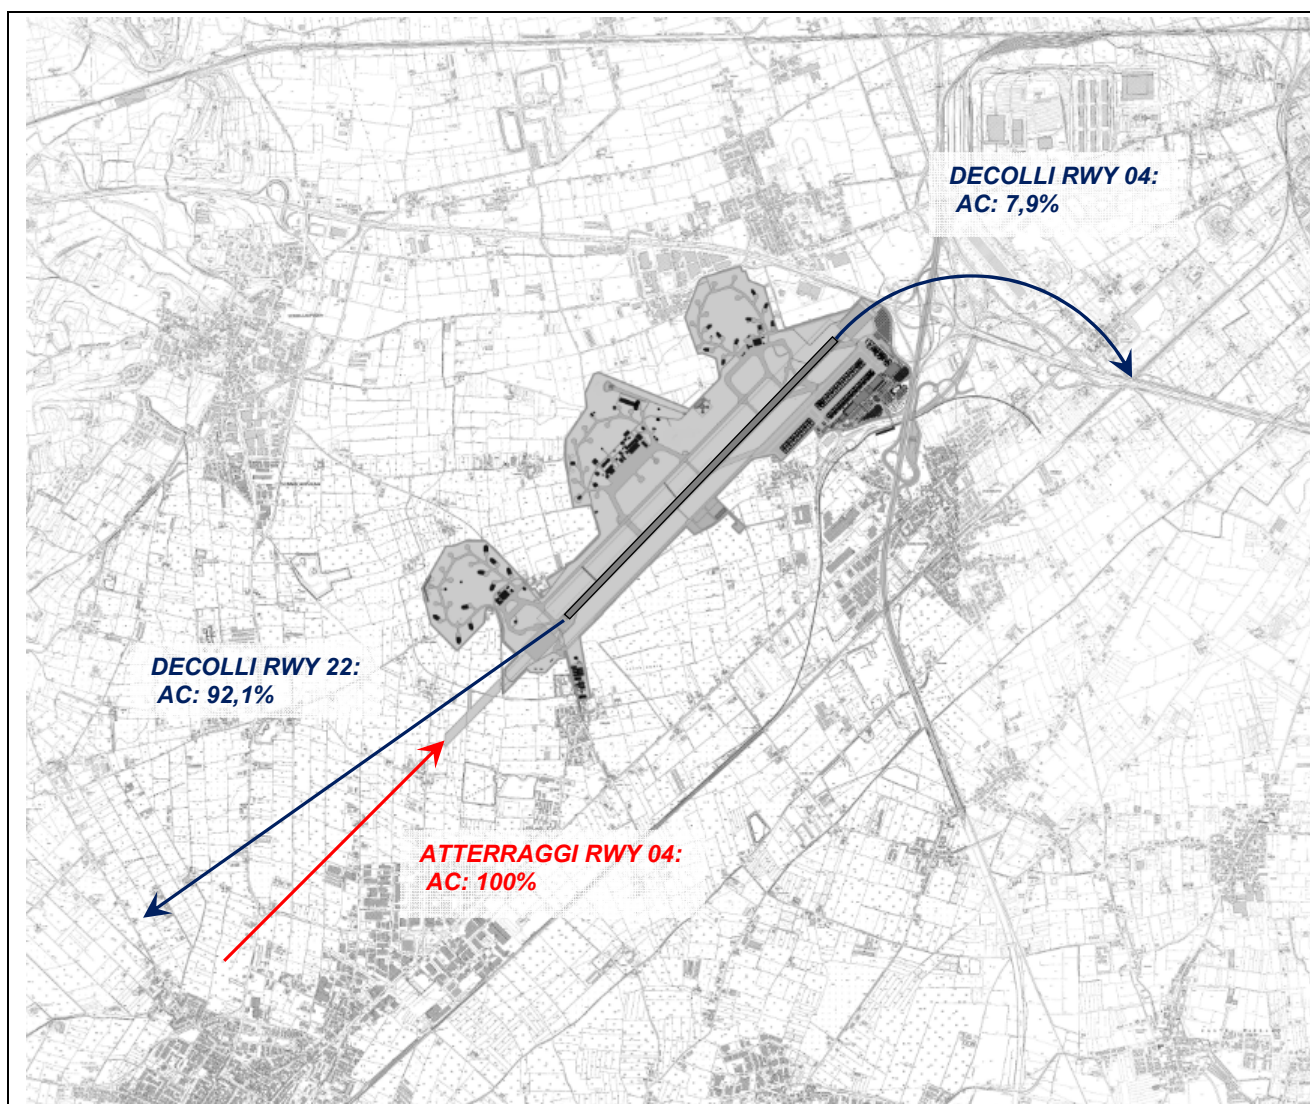 DECOLLI RWY 04:
AC: 7,9%
DECOLLI RWY 22:
AC: 92,1%
ATTERRAGGI RWY 04:
AC: 100%